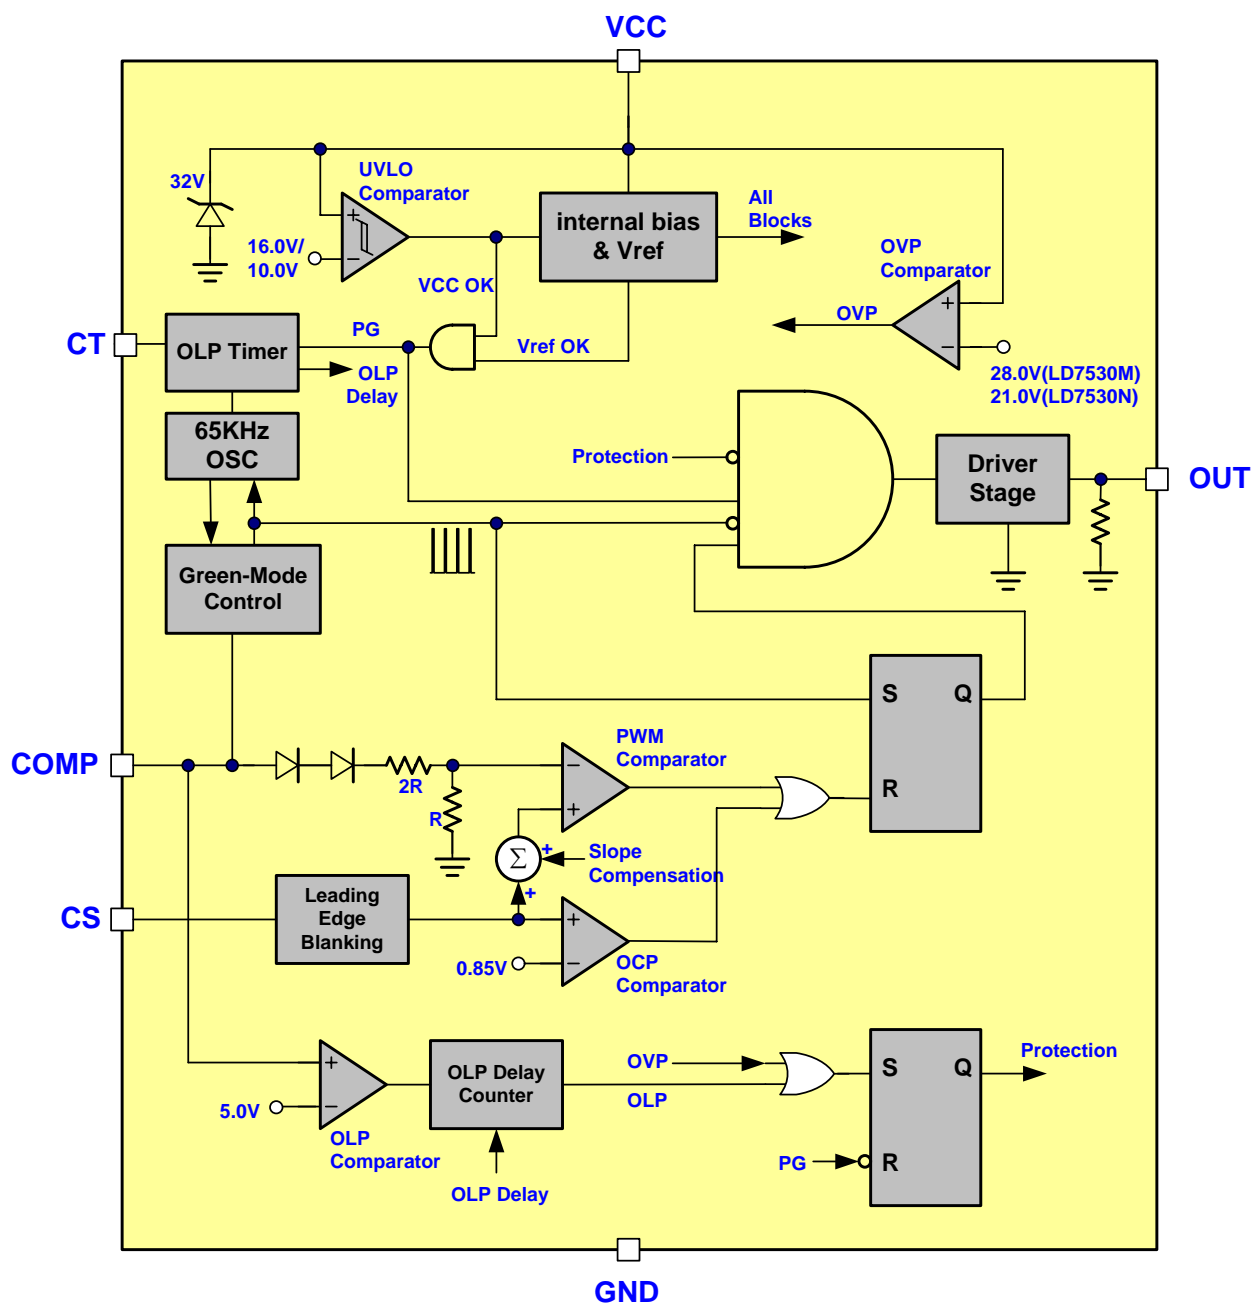 VCC
UVLO
Comparator
32V
16.0V/
10.0V
VCC OK
internal bias
& Vref
All
Blocks
OVP
Comparator
OVP
28.0V(LD7530M)
21.0V(LD7530N)
CT
OLP Timer
PG
Vref OK
OLP
Delay
65KHz
OSC
Protection
Driver
Stage
OUT
Green-Mode
Control
S
Q
R
COMP
2R
R
PWM
Comparator
Σ
+
+
Slope
Compensation
CS
Leading
Edge
Blanking
0.85V
OCP
Comparator
5.0V
OLP
Comparator
OLP Delay
Counter
OLP Delay
OVP
OLP
S
Q
R
PG
Protection
GND